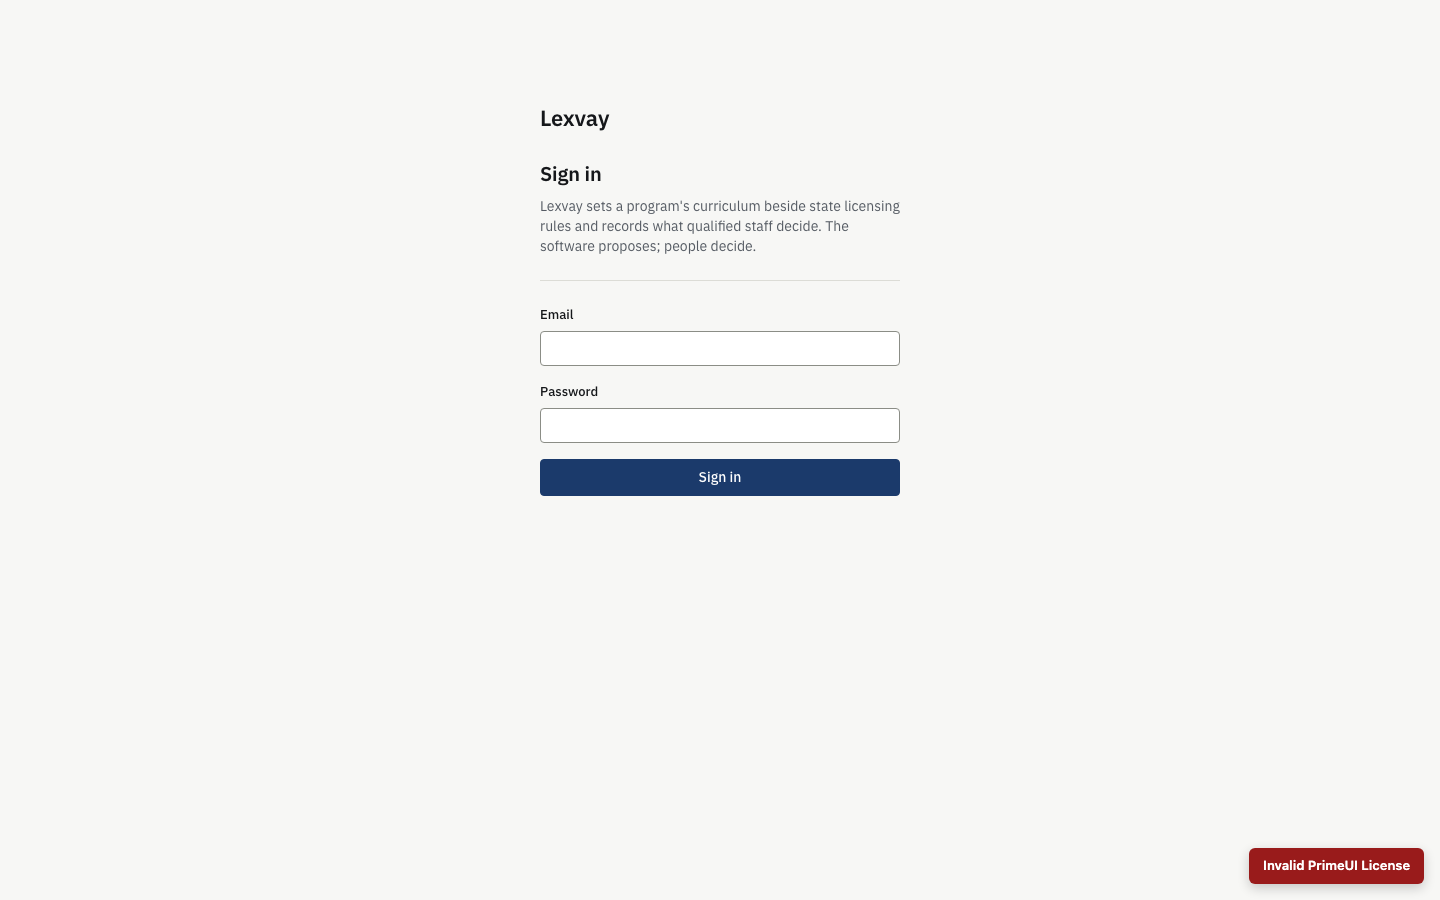 Lexvay
Sign in
Lexvay sets a program's curriculum beside state licensing
rules and records what qualified staff decide. The
software proposes; people decide.
Email
Password
Sign in
Invalid PrimeUI License